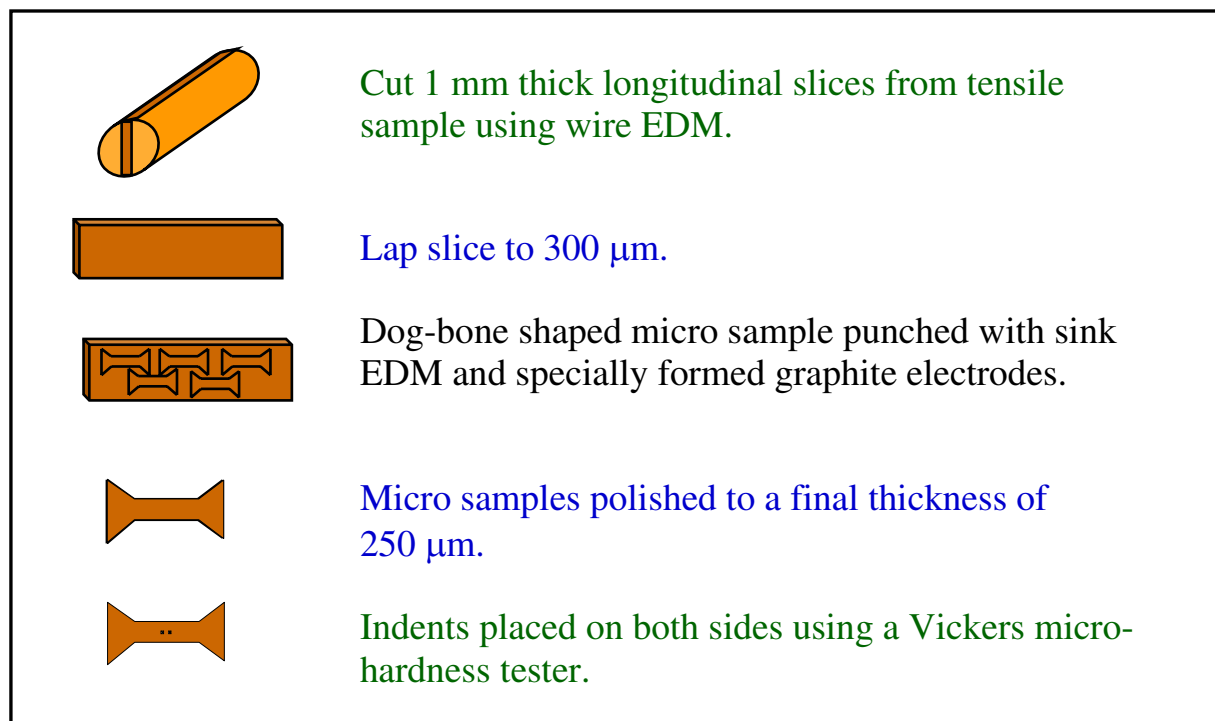 Cut 1 mm thick longitudinal slices from tensile
sample using wire EDM.
Lap slice to 300 μm.
Dog-bone shaped micro sample punched with sink
EDM and specially formed graphite electrodes.
Micro samples polished to a final thickness of
250 μm.
Indents placed on both sides using a Vickers micro-
hardness tester.